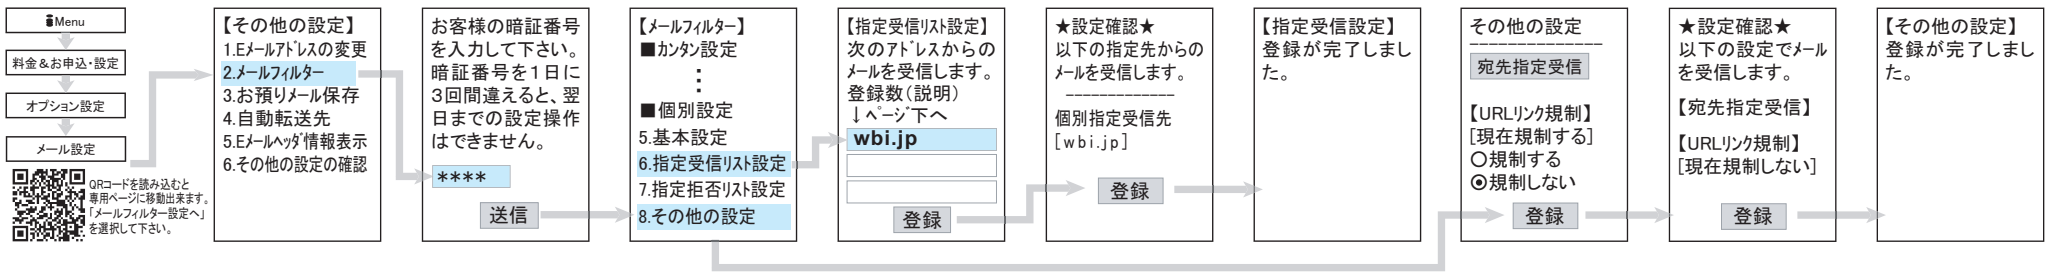 Menu
料金&お申込・設定
オプション設定
メール設定
QRコードを読み込むと
専用ページに移動出来ます。
「メールフィルター設定へ」
を選択して下さい。
【その他の設定】
1.Eメールアドレスの変更
2.メールフィルター
3.お預りメール保存
4.自動転送先
5.Eメールヘッダ情報表示
6.その他の設定の確認
お客様の暗証番号
を入力して下さい。
暗証番号を1日に
3回間違えると、翌
日までの設定操作
はできません。
****
送信
【メールフィルター】
■カンタン設定
⋮
■個別設定
5.基本設定
6.指定受信リスト設定
7.指定拒否リスト設定
8.その他の設定
【指定受信リスト設定】
次のアドレスからの
メールを受信します。
登録数(説明)
↓ページ下へ
wbi.jp
登録
★設定確認★
以下の指定先からの
メールを受信します。
-------------
個別指定受信先
[wbi.jp]
登録
【指定受信設定】
登録が完了しまし
た。
その他の設定
--------------
宛先指定受信
【URLリンク規制】
[現在規制する]
○規制する
◉規制しない
登録
★設定確認★
以下の設定でメール
を受信します。
【宛先指定受信】
【URLリンク規制】
[現在規制しない]
登録
【その他の設定】
登録が完了しまし
た。